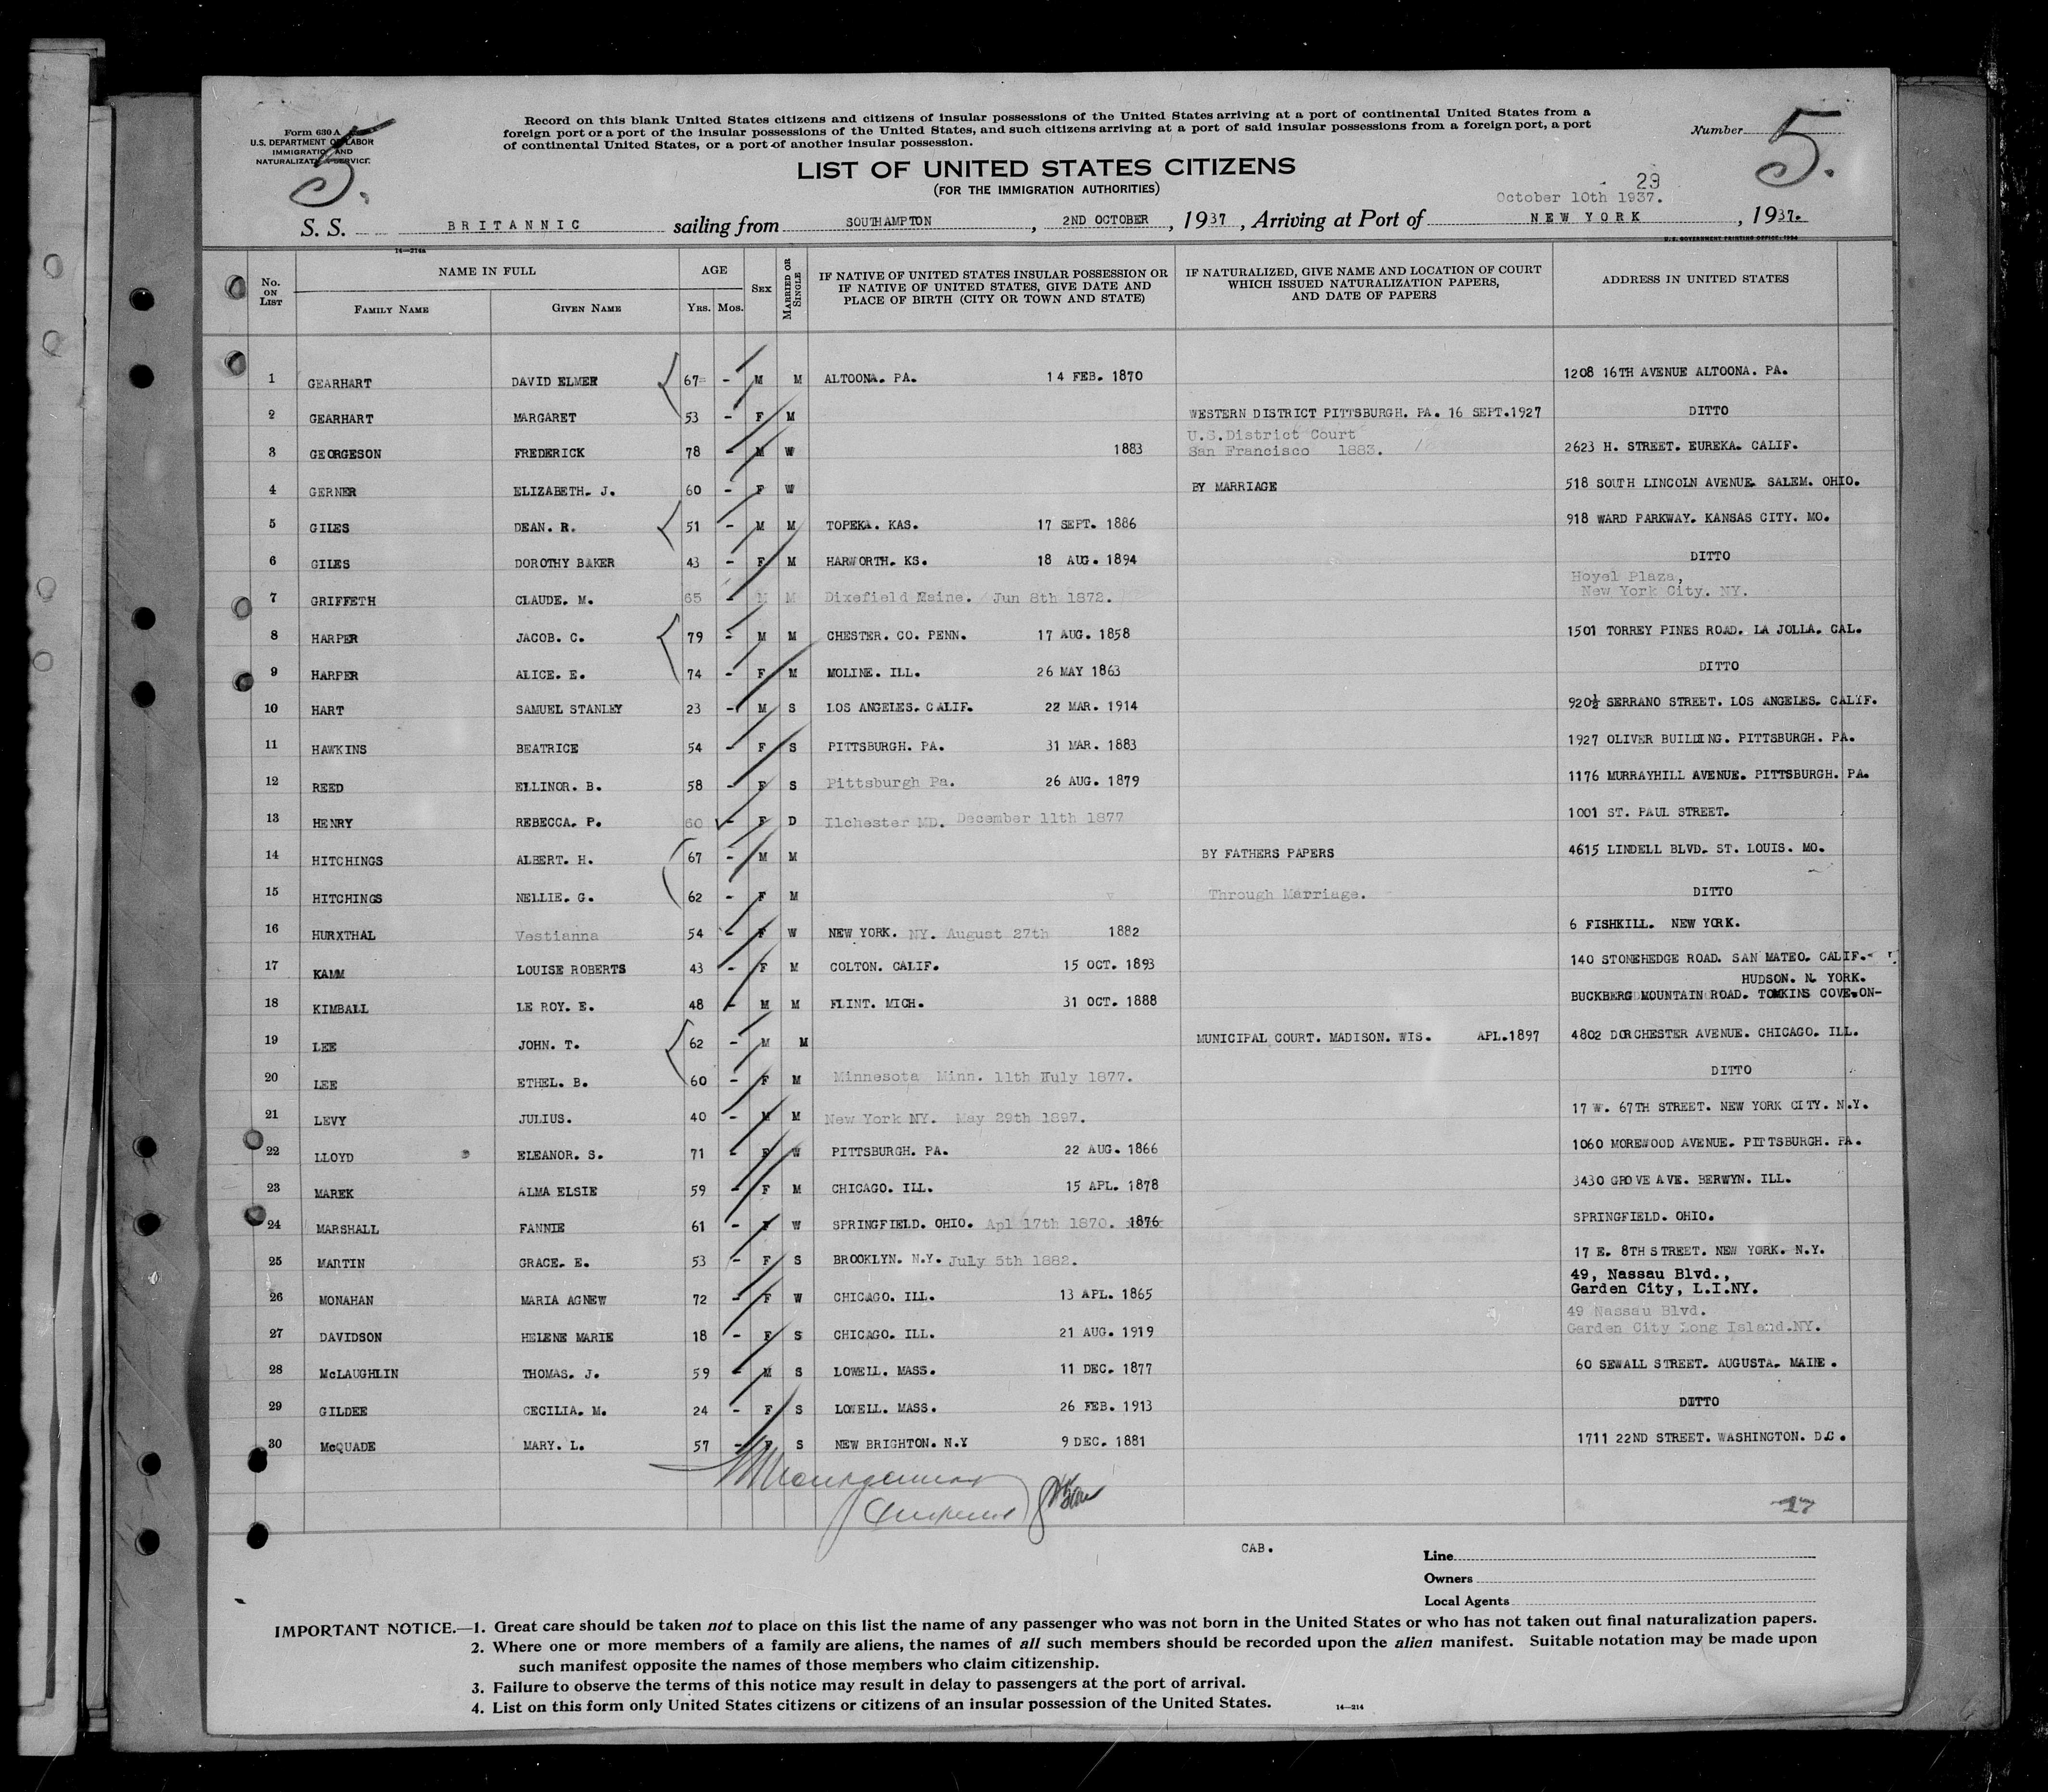 Form 630 A
U.S. DEPARTMENT OF LABOR
IMMIGRATION AND
NATURALIZATION SERVICE
5.
Record on this blank United States citizens and citizens of insular possessions of the United States arriving at a port of continental United States from a
foreign port or a port of the insular possessions of the United States, and such citizens arriving at a port of said insular possessions from a foreign port, a port
of continental United States, or a port of another insular possession.
Number 5.
LIST OF UNITED STATES CITIZENS
(FOR THE IMMIGRATION AUTHORITIES)
23
October 10th 1937.
S. S. BRITANNIC sailing from SOUTHAMPTON, 2ND OCTOBER, 1937, Arriving at Port of NEW YORK, 1937.
14—214a
U. S. GOVERNMENT PRINTING OFFICE: 1934
No. ON LIST
NAME IN FULL
FAMILY NAME GIVEN NAME
AGE
YRS. MOS.
SEX
MARRIED OR SINGLE
IF NATIVE OF UNITED STATES INSULAR POSSESSION OR
IF NATIVE OF UNITED STATES, GIVE DATE AND
PLACE OF BIRTH (CITY OR TOWN AND STATE)
IF NATURALIZED, GIVE NAME AND LOCATION OF COURT
WHICH ISSUED NATURALIZATION PAPERS,
AND DATE OF PAPERS
ADDRESS IN UNITED STATES
1 GEARHART DAVID ELMER 67 - M M ALTOONA. PA. 14 FEB. 1870 1208 16TH AVENUE ALTOONA. PA.
2 GEARHART MARGARET 53 - F M WESTERN DISTRICT PITTSBURGH. PA. 16 SEPT.1927 DITTO
3 GEORGESON FREDERICK 78 - M W 1883 U.S.District Court San Francisco 1883. 2623 H. STREET. EUREKA. CALIF.
4 GERNER ELIZABETH. J. 60 - F W BY MARRIAGE 518 SOUTH LINCOLN AVENUE. SALEM. OHIO.
5 GILES DEAN. R. 51 - M M TOPEKA. KAS. 17 SEPT. 1886 918 WARD PARKWAY. KANSAS CITY. MO.
6 GILES DOROTHY BAKER 43 - F M HARWORTH. KS. 18 AUG. 1894 DITTO
7 GRIFFETH CLAUDE. M. 65 - M M Dixefield Maine. Jun 8th 1872. Hoyel Plaza, New York City. NY.
8 HARPER JACOB. C. 79 - M M CHESTER. CO. PENN. 17 AUG. 1858 1501 TORREY PINES ROAD. LA JOLLA. CAL.
9 HARPER ALICE. E. 74 - F M MOLINE. ILL. 26 MAY 1863 DITTO
10 HART SAMUEL STANLEY 23 - M S LOS ANGELES. CALIF. 22 MAR. 1914 920½ SERRANO STREET. LOS ANGELES. CALIF.
11 HAWKINS BEATRICE 54 - F S PITTSBURGH. PA. 31 MAR. 1883 1927 OLIVER BUILDING. PITTSBURGH. PA.
12 REED ELLINOR. B. 58 - F S Pittsburgh Pa. 26 AUG. 1879 1176 MURRAYHILL AVENUE. PITTSBURGH. PA.
13 HENRY REBECCA. P. 60 - F D Ilchester MD. December 11th 1877 1001 ST. PAUL STREET.
14 HITCHINGS ALBERT. H. 67 - M M BY FATHERS PAPERS 4615 LINDELL BLVD. ST. LOUIS. MO.
15 HITCHINGS NELLIE. G. 62 - F M Through Marriage. DITTO
16 HURXTHAL Vestianna 54 - F W NEW YORK. NY. August 27th 1882 6 FISHKILL. NEW YORK.
17 KAMM LOUISE ROBERTS 43 - F M COLTON. CALIF. 15 OCT. 1893 140 STONEHEDGE ROAD. SAN MATEO. CALIF.
HUDSON. N. YORK.
18 KIMBALL LE ROY. E. 48 - M M FLINT. MICH. 31 OCT. 1888 BUCKBERG MOUNTAIN ROAD. TOMKINS COVE.ON-
19 LEE JOHN. T. 62 - M M MUNICIPAL COURT. MADISON. WIS. APL.1897 4802 DORCHESTER AVENUE. CHICAGO. ILL.
20 LEE ETHEL. B. 60 - F M Minnesota Minn. 11th Huly 1877. DITTO
21 LEVY JULIUS. 40 - M M New York NY. May 29th 1897. 17 W. 67TH STREET. NEW YORK CITY. N.Y.
22 LLOYD ELEANOR. S. 71 - F W PITTSBURGH. PA. 22 AUG. 1866 1060 MOREWOOD AVENUE. PITTSBURGH. PA.
23 MAREK ALMA ELSIE 59 - F M CHICAGO. ILL. 15 APL. 1878 3430 GROVE AVE. BERWYN. ILL.
24 MARSHALL FANNIE 61 - F W SPRINGFIELD. OHIO. Apl 17th 1870. 1876 SPRINGFIELD. OHIO.
25 MARTIN GRACE. E. 53 - F S BROOKLYN. N.Y. July 5th 1882. 17 E. 8TH STREET. NEW YORK. N.Y.
26 MONAHAN MARIA AGNEW 72 - F W CHICAGO. ILL. 13 APL. 1865 49, Nassau Blvd., Garden City, L.I.NY.
27 DAVIDSON HELENE MARIE 18 - F S CHICAGO. ILL. 21 AUG. 1919 49 Nassau Blvd. Garden City Long Island.NY.
28 McLAUGHLIN THOMAS. J. 59 - M S LOWELL. MASS. 11 DEC. 1877 60 SEWALL STREET. AUGUSTA. MAINE.
29 GILDEE CECILIA. M. 24 - F S LOWELL. MASS. 26 FEB. 1913 DITTO
30 McQUADE MARY. L. 57 - F S NEW BRIGHTON. N.Y 9 DEC. 1881 1711 22ND STREET. WASHINGTON. D.C.
17
CAB.
Line
Owners
Local Agents
IMPORTANT NOTICE.—1. Great care should be taken not to place on this list the name of any passenger who was not born in the United States or who has not taken out final naturalization papers.
2. Where one or more members of a family are aliens, the names of all such members should be recorded upon the alien manifest. Suitable notation may be made upon
such manifest opposite the names of those members who claim citizenship.
3. Failure to observe the terms of this notice may result in delay to passengers at the port of arrival.
4. List on this form only United States citizens or citizens of an insular possession of the United States.
14—214